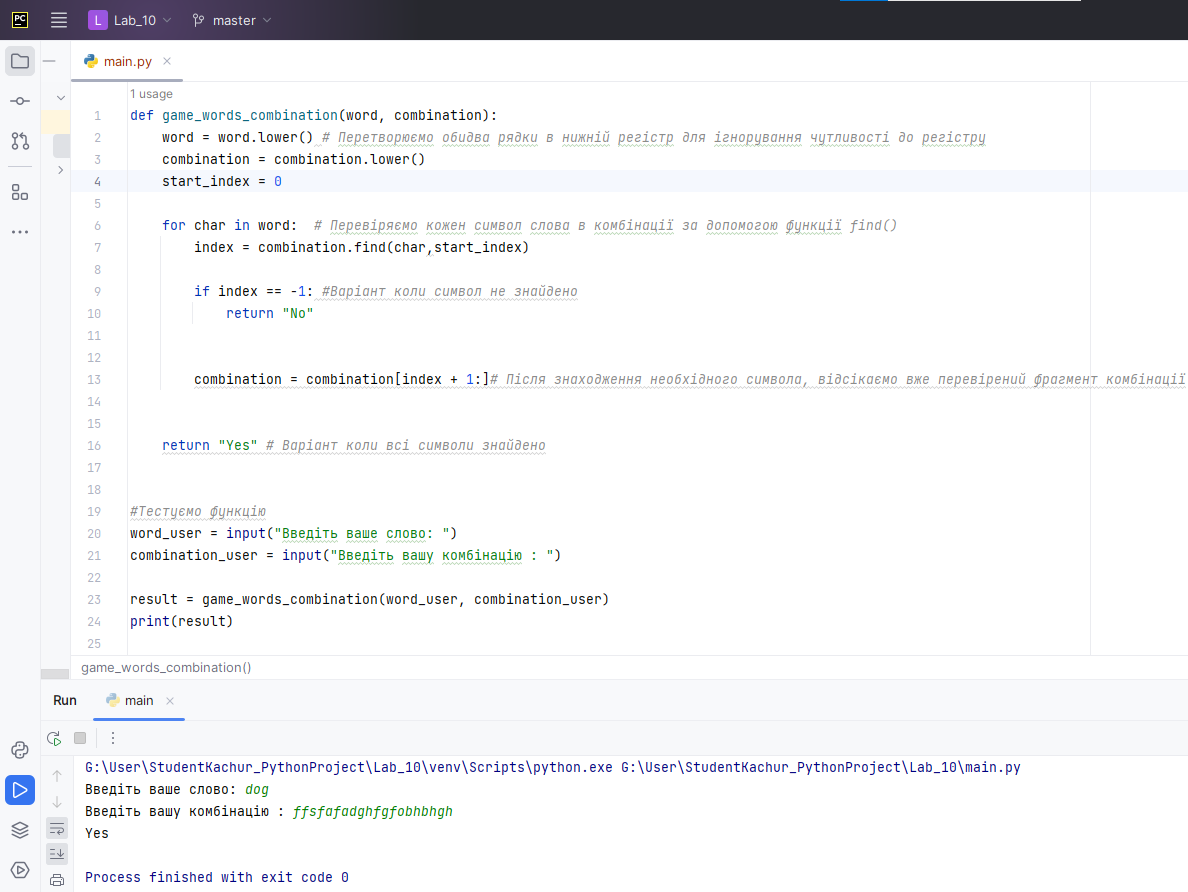 PC L Lab_10 master
main.py
1 usage
1 def game_words_combination(word, combination):
2 word = word.lower() # Перетворюємо обидва рядки в нижній регістр для ігнорування чутливості до регістру
3 combination = combination.lower()
4 start_index = 0
5
6 for char in word:  # Перевіряємо кожен символ слова в комбінації за допомогою функції find()
7 index = combination.find(char,start_index)
8
9 if index == -1: #Варіант коли символ не знайдено
10 return "No"
11
12
13 combination = combination[index + 1:]# Після знаходження необхідного символа, відсікаємо вже перевірений фрагмент комбінації
14
15
16 return "Yes" # Варіант коли всі символи знайдено
17
18
19 #Тестуємо функцію
20 word_user = input("Введіть ваше слово: ")
21 combination_user = input("Введіть вашу комбінацію : ")
22
23 result = game_words_combination(word_user, combination_user)
24 print(result)
25
game_words_combination()
Run main
G:\User\StudentKachur_PythonProject\Lab_10\venv\Scripts\python.exe G:\User\StudentKachur_PythonProject\Lab_10\main.py
Введіть ваше слово: dog
Введіть вашу комбінацію : ffsfafadghfgfobhbhgh
Yes
Process finished with exit code 0